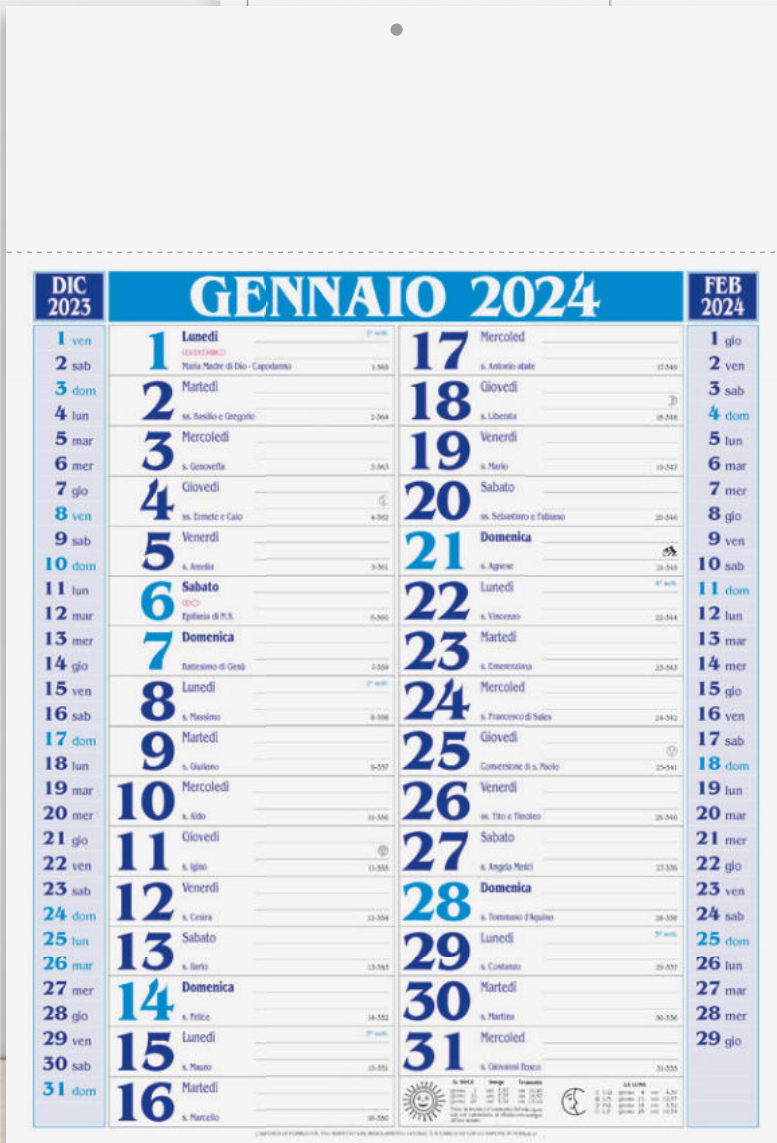 DIC
2023
1 ven
2 sab
3 dom
4 lun
5 mar
6 mer
7 gio
8 ven
9 sab
10 dom
11 lun
12 mar
13 mer
14 gio
15 ven
16 sab
17 dom
18 lun
19 mar
20 mer
21 gio
22 ven
23 sab
24 dom
25 lun
26 mar
27 mer
28 gio
29 ven
30 sab
31 dom
GENNAIO 2024
1 Lunedì
Maria Madre di Dio - Capodanno 1-365
2 Martedì
ss. Basilio e Gregorio 2-364
3 Mercoledì
s. Genoveffa 3-363
4 Giovedì
ss. Ermete e Caio 4-362
5 Venerdì
s. Amelia 5-361
6 Sabato
Epifania di N.S. 6-360
7 Domenica
Battesimo di Gesù 7-359
8 Lunedì
s. Massimo 8-358
9 Martedì
s. Giuliano 9-357
10 Mercoledì
s. Aldo 10-356
11 Giovedì
s. Igino 11-355
12 Venerdì
s. Cesira 12-354
13 Sabato
s. Ilario 13-353
14 Domenica
s. Felice 14-352
15 Lunedì
s. Mauro 15-351
16 Martedì
s. Marcello 16-350
17 Mercoled
s. Antonio abate 17-349
18 Giovedì
s. Liberata 18-348
19 Venerdì
s. Mario 19-347
20 Sabato
ss. Sebastiano e Fabiano 20-346
21 Domenica
s. Agnese 21-345
22 Lunedì
s. Vincenzo 22-344
23 Martedì
s. Emerenziana 23-343
24 Mercoled
s. Francesco di Sales 24-342
25 Giovedì
Conversione di s. Paolo 25-341
26 Venerdì
ss. Tito e Timoteo 26-340
27 Sabato
s. Angela Merici 27-339
28 Domenica
s. Tommaso d'Aquino 28-338
29 Lunedì
s. Costanzo 29-337
30 Martedì
s. Martina 30-336
31 Mercoled
s. Giovanni Bosco 31-335
IL SOLE Sorge Tramonta
LA LUNA
FEB
2024
1 gio
2 ven
3 sab
4 dom
5 lun
6 mar
7 mer
8 gio
9 ven
10 sab
11 dom
12 lun
13 mar
14 mer
15 gio
16 ven
17 sab
18 dom
19 lun
20 mar
21 mer
22 gio
23 ven
24 sab
25 dom
26 lun
27 mar
28 mer
29 gio